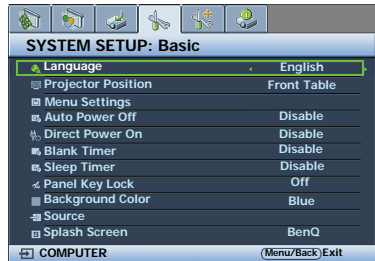 SYSTEM SETUP: Basic
Language English
Projector Position Front Table
Menu Settings
Auto Power Off Disable
Direct Power On Disable
Blank Timer Disable
Sleep Timer Disable
Panel Key Lock Off
Background Color Blue
Source
Splash Screen BenQ
COMPUTER Menu/Back Exit